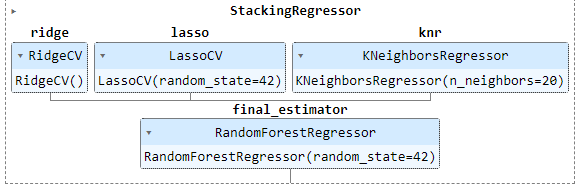 StackingRegressor
ridge lasso knr
RidgeCV LassoCV KNeighborsRegressor
RidgeCV() LassoCV(random_state=42) KNeighborsRegressor(n_neighbors=20)
final_estimator
RandomForestRegressor
RandomForestRegressor(random_state=42)